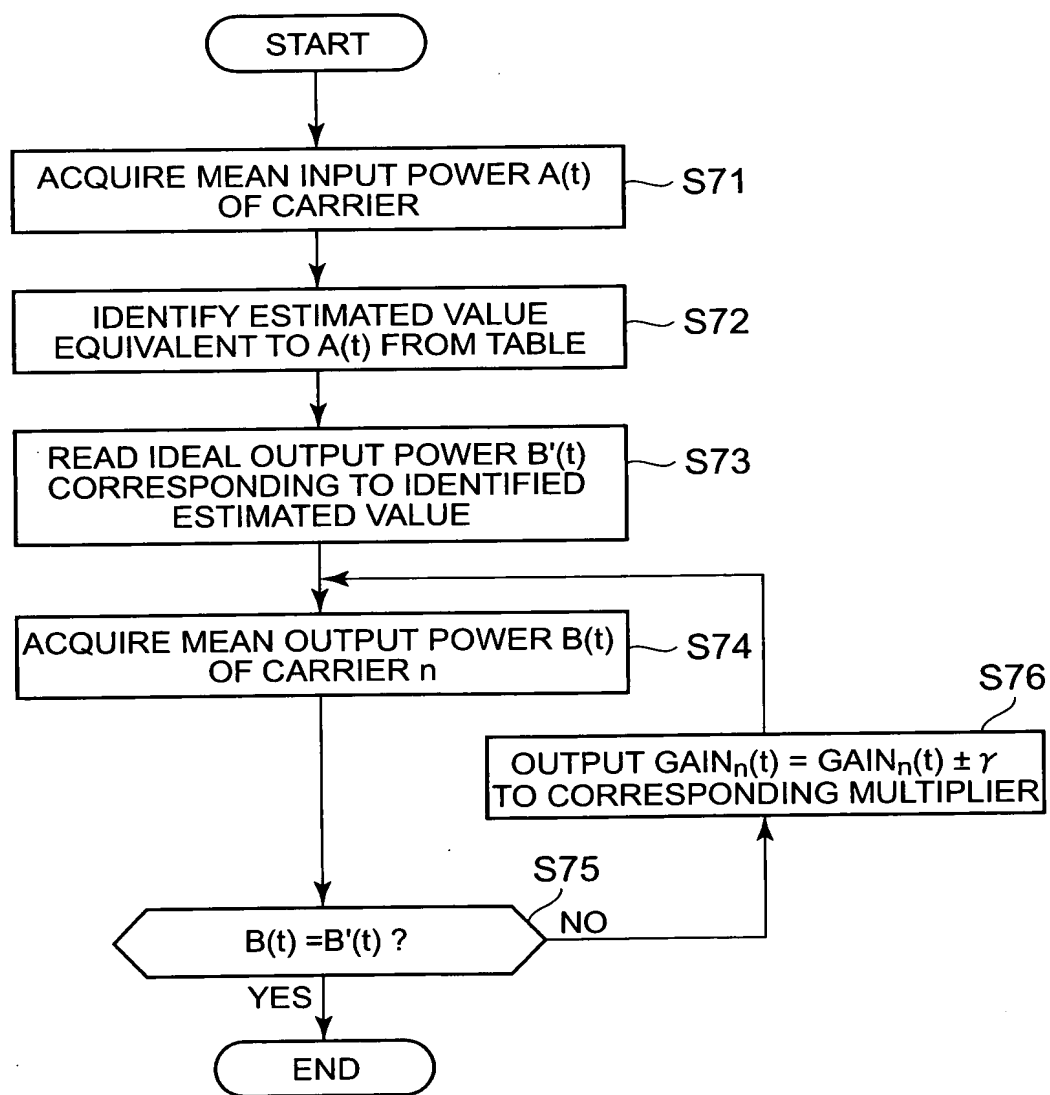 START
ACQUIRE MEAN INPUT POWER A(t)
OF CARRIER
S71
IDENTIFY ESTIMATED VALUE
EQUIVALENT TO A(t) FROM TABLE
S72
READ IDEAL OUTPUT POWER B'(t)
CORRESPONDING TO IDENTIFIED
ESTIMATED VALUE
S73
ACQUIRE MEAN OUTPUT POWER B(t)
OF CARRIER n
S74
S76
OUTPUT GAINₙ(t) = GAINₙ(t) ± γ
TO CORRESPONDING MULTIPLIER
S75
B(t) =B'(t) ?
NO
YES
END